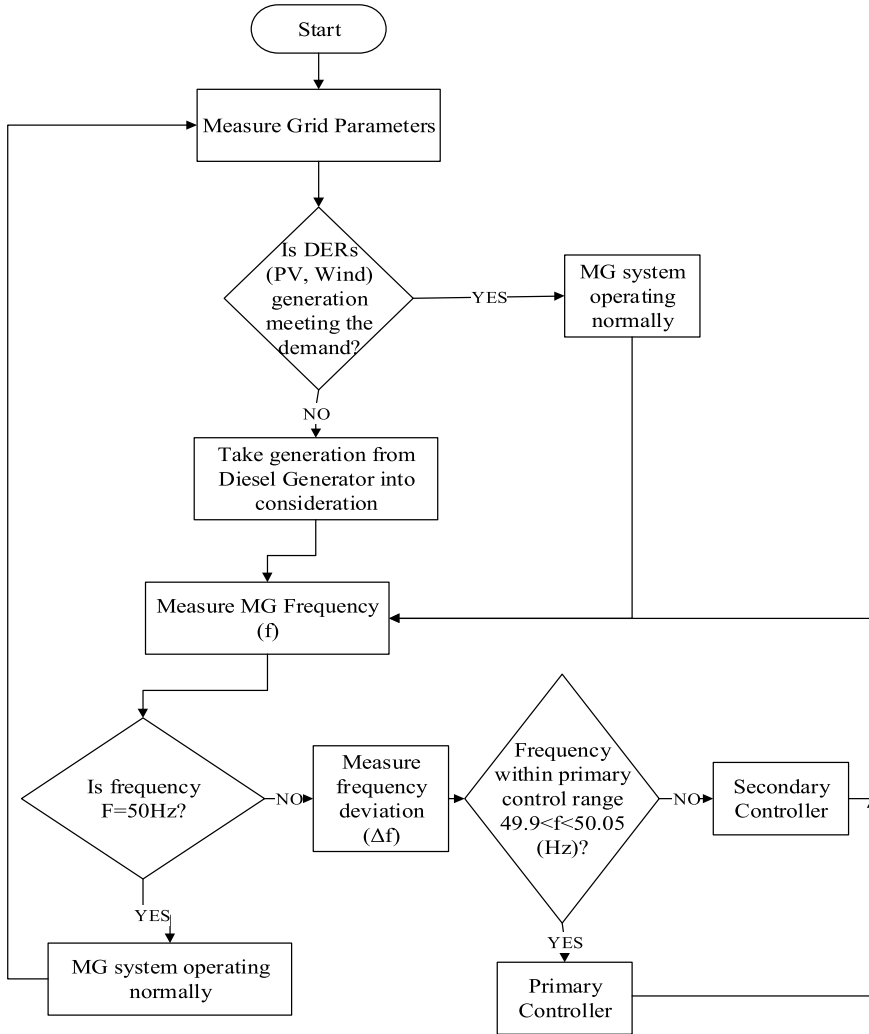 Start
Measure Grid Parameters
Is DERs
(PV, Wind)
generation
meeting the
demand?
YES
MG system
operating
normally
NO
Take generation from
Diesel Generator into
consideration
Measure MG Frequency
(f)
Is frequency
F=50Hz?
NO
Measure
frequency
deviation
(Δf)
Frequency
within primary
control range
49.9<f<50.05
(Hz)?
NO
Secondary
Controller
YES
MG system operating
normally
YES
Primary
Controller